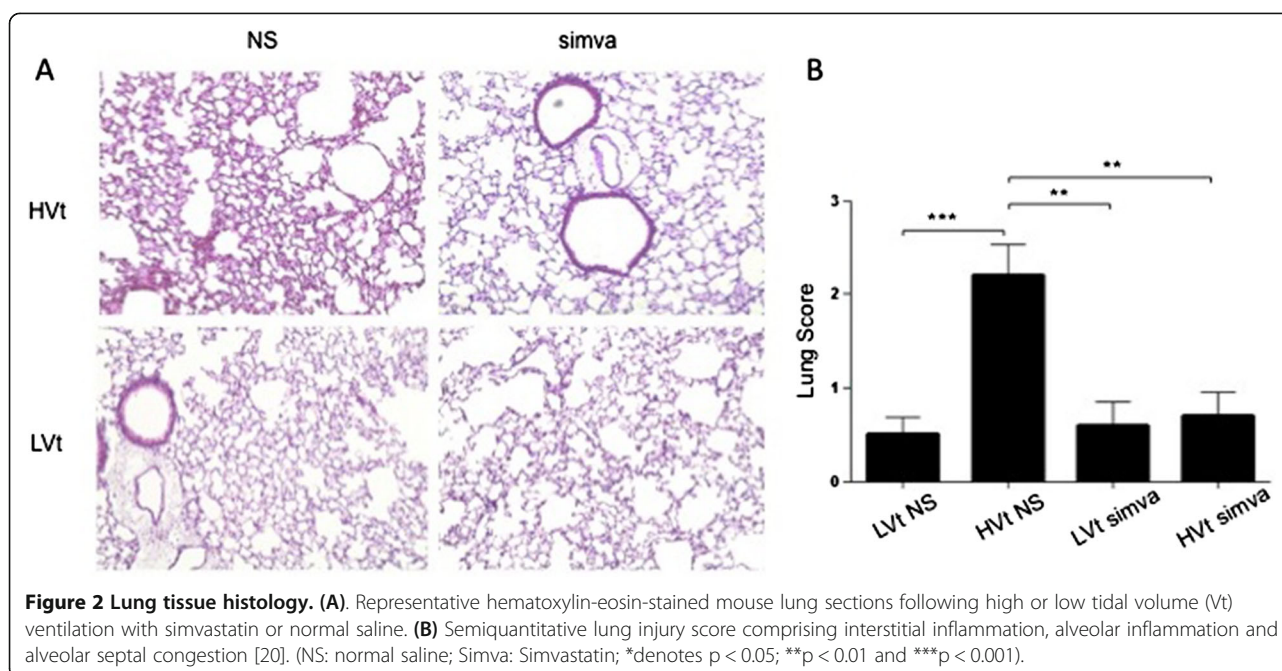 NS
simva
A
HVt
LVt
B
**
**
***
3
2
1
0
Lung Score
LVt NS
HVt NS
LVt simva
HVt simva
Figure 2 Lung tissue histology. (A). Representative hematoxylin-eosin-stained mouse lung sections following high or low tidal volume (Vt)
ventilation with simvastatin or normal saline. (B) Semiquantitative lung injury score comprising interstitial inflammation, alveolar inflammation and
alveolar septal congestion [20]. (NS: normal saline; Simva: Simvastatin; *denotes p < 0.05; **p < 0.01 and ***p < 0.001).